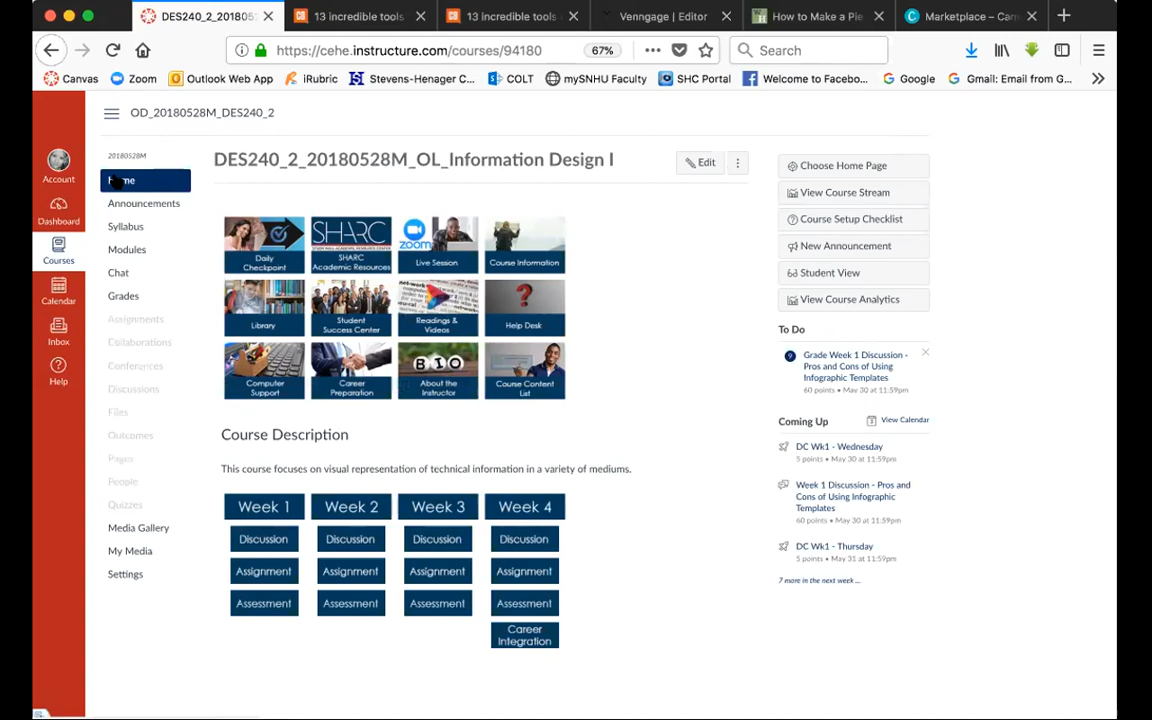 DES240_2_201805
13 incredible tools
13 incredible tools
Venngage | Editor
How to Make a Pie
Marketplace – Can
https://cehe.instructure.com/courses/94180
67%
Search
Canvas
Zoom
Outlook Web App
iRubric
Stevens-Henager C...
COLT
mySNHU Faculty
SHC Portal
Welcome to Facebo...
Google
Gmail: Email from G...
OD_20180528M_DES240_2
Account
Dashboard
Courses
Calendar
Inbox
Help
20180528M
Home
Announcements
Syllabus
Modules
Chat
Grades
Assignments
Collaborations
Conferences
Discussions
Files
Outcomes
Pages
People
Quizzes
Media Gallery
My Media
Settings
DES240_2_20180528M_OL_Information Design I
Edit
Daily
Checkpoint
SHARC
SHARC
Academic Resources
zoom
Live Session
Course Information
Library
Student
Success Center
Readings &
Videos
Help Desk
Computer
Support
Career
Preparation
BIO
About the
Instructor
Course Content
List
Course Description
This course focuses on visual representation of technical information in a variety of mediums.
Week 1
Week 2
Week 3
Week 4
Discussion
Discussion
Discussion
Discussion
Assignment
Assignment
Assignment
Assignment
Assessment
Assessment
Assessment
Assessment
Career
Integration
Choose Home Page
View Course Stream
Course Setup Checklist
New Announcement
Student View
View Course Analytics
To Do
9
Grade Week 1 Discussion -
Pros and Cons of Using
Infographic Templates
60 points • May 30 at 11:59pm
Coming Up
View Calendar
DC Wk1 - Wednesday
5 points • May 30 at 11:59pm
Week 1 Discussion - Pros and
Cons of Using Infographic
Templates
60 points • May 30 at 11:59pm
DC Wk1 - Thursday
5 points • May 31 at 11:59pm
7 more in the next week ...